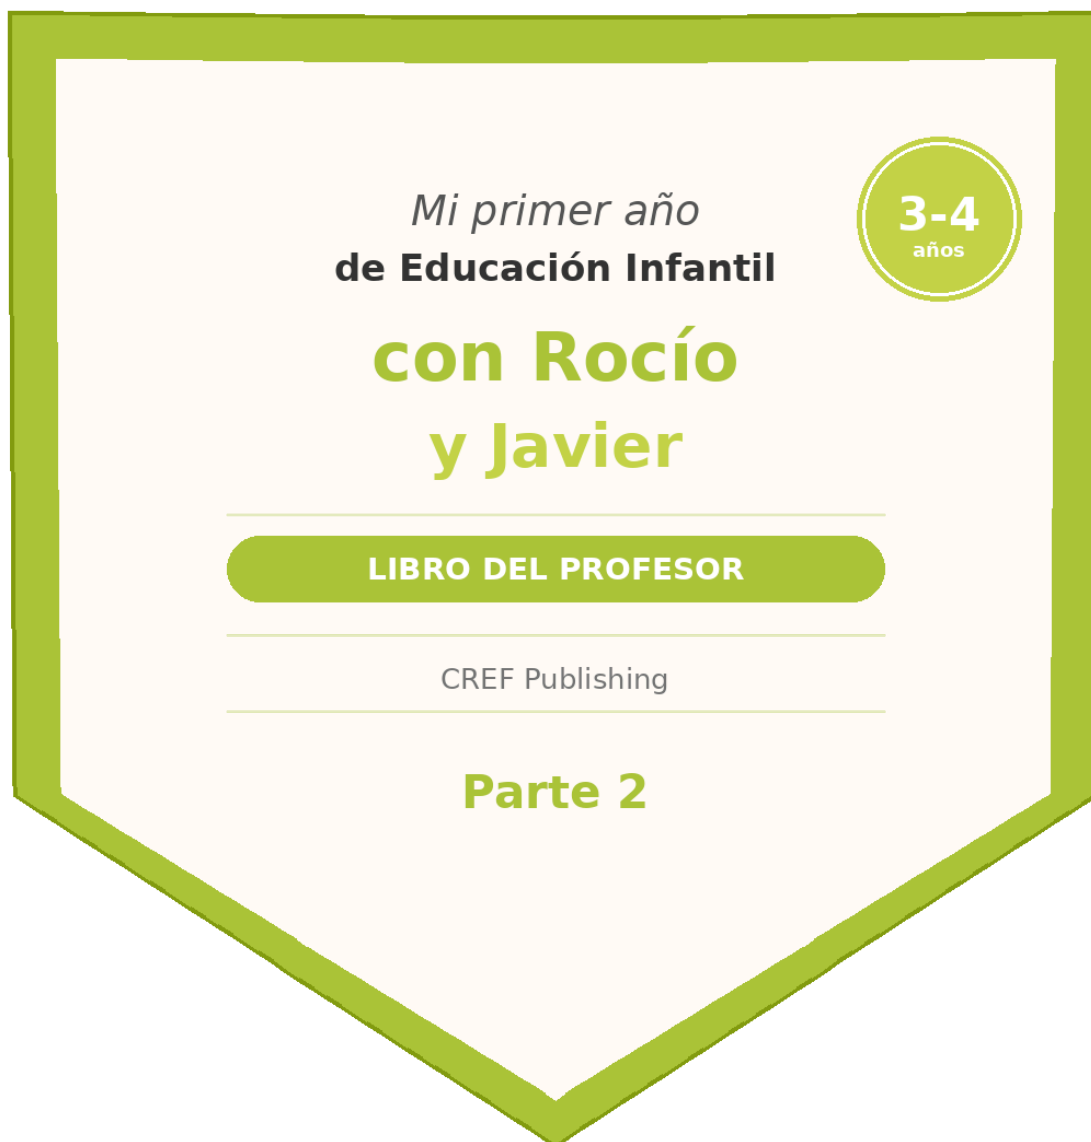 Mi primer año
de Educación Infantil
3-4
años
con Rocío
y Javier
LIBRO DEL PROFESOR
CREF Publishing
Parte 2